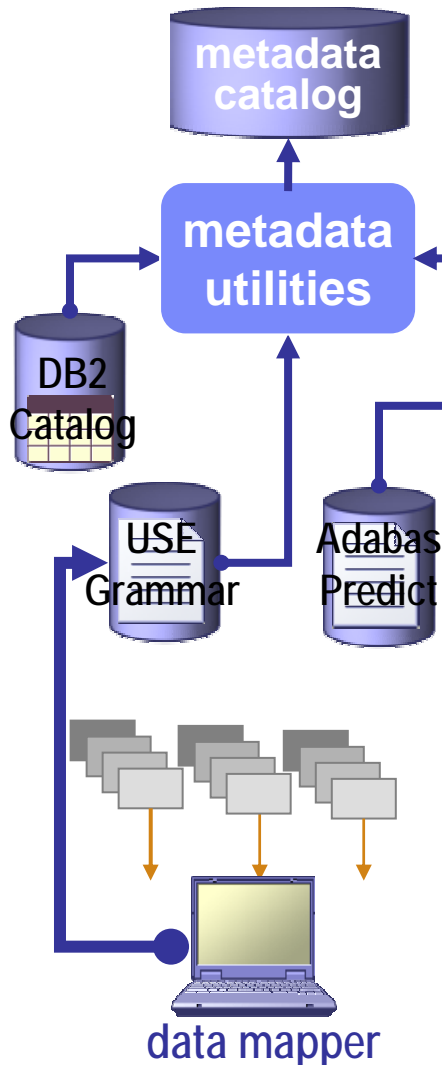 metadata
catalog
metadata
utilities
DB2
Catalog
USE
Grammar
Adabas
Predict
data mapper